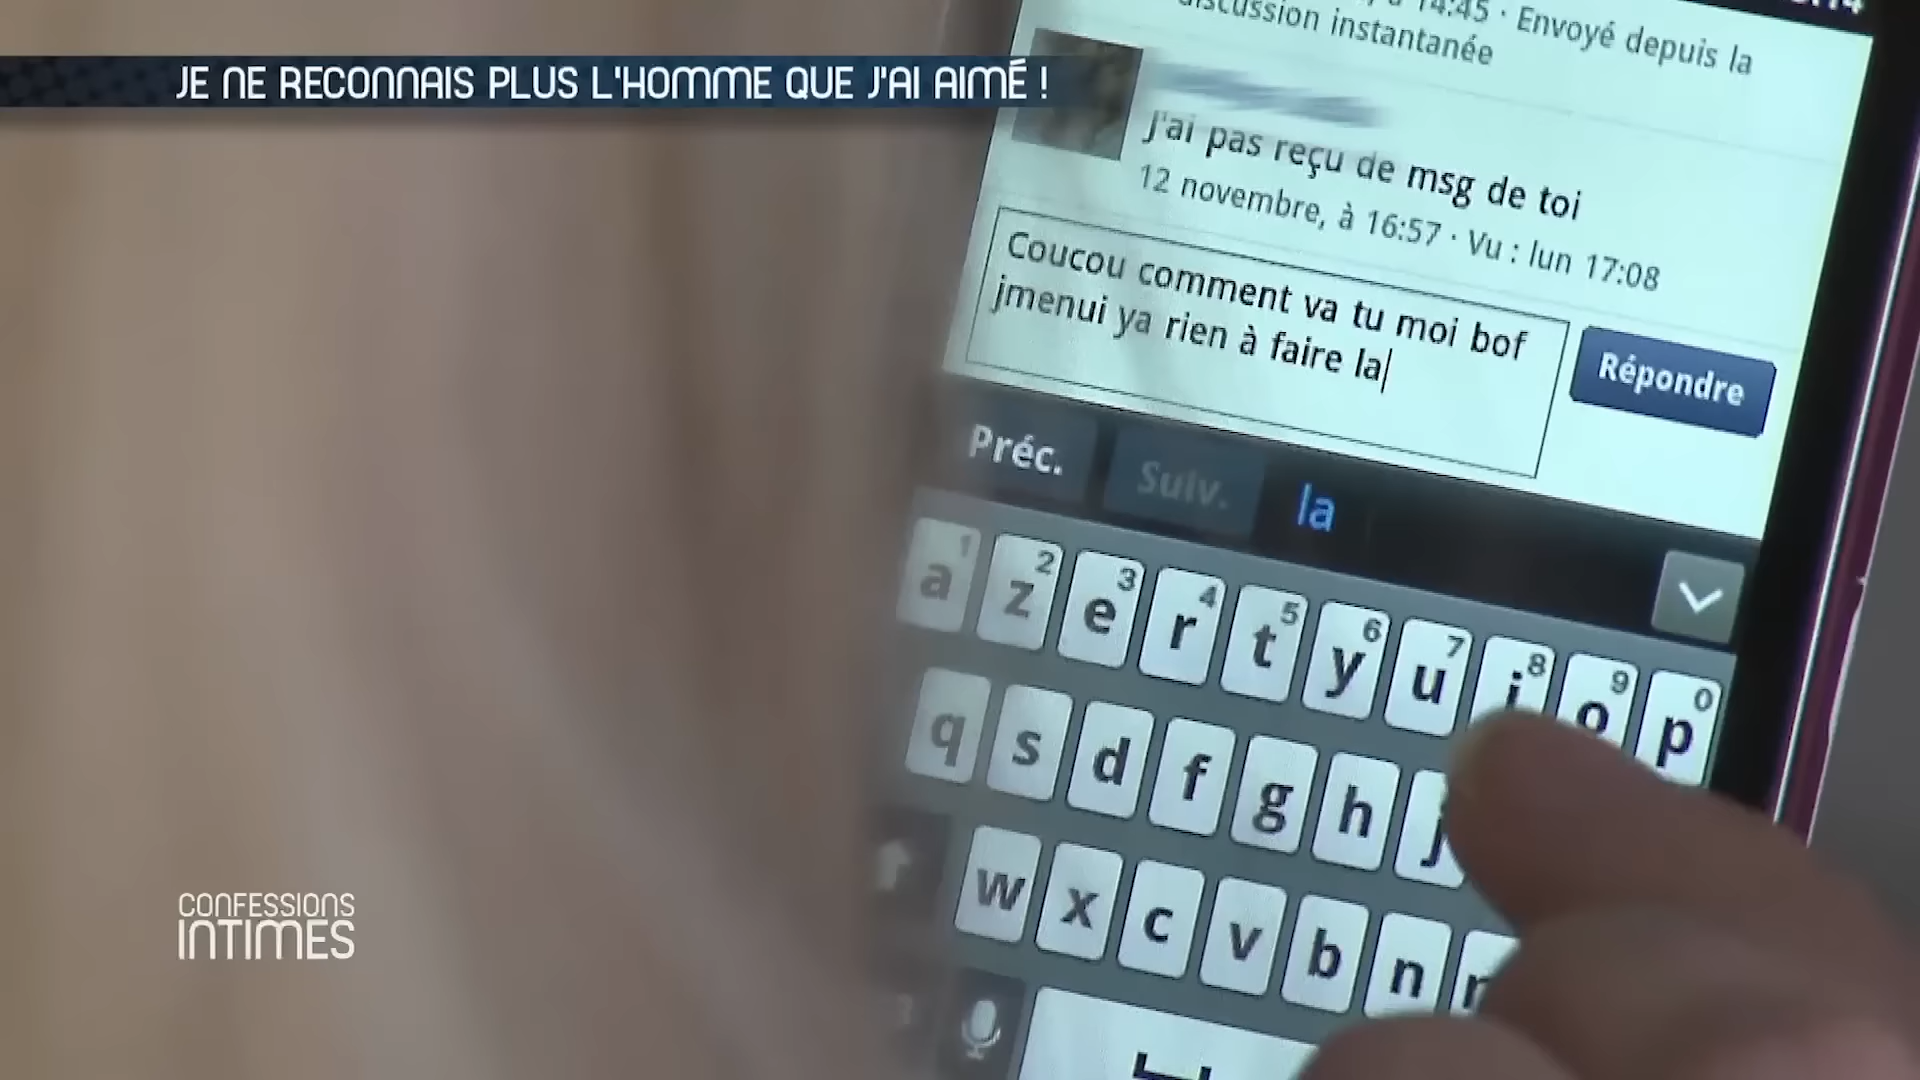 14:45 · Envoyé depuis la
discussion instantanée
JE NE RECONNAIS PLUS L'HOMME QUE J'AI AIMÉ !
j'ai pas reçu de msg de toi
12 novembre, à 16:57 · Vu : lun 17:08
Coucou comment va tu moi bof
jmenui ya rien à faire la
Répondre
Préc. Suiv. la
1 2 3 4 5 6 7 8 9 0
a z e r t y u i o p
q s d f g h j
w x c v b n
CONFESSIONS
INTIMES